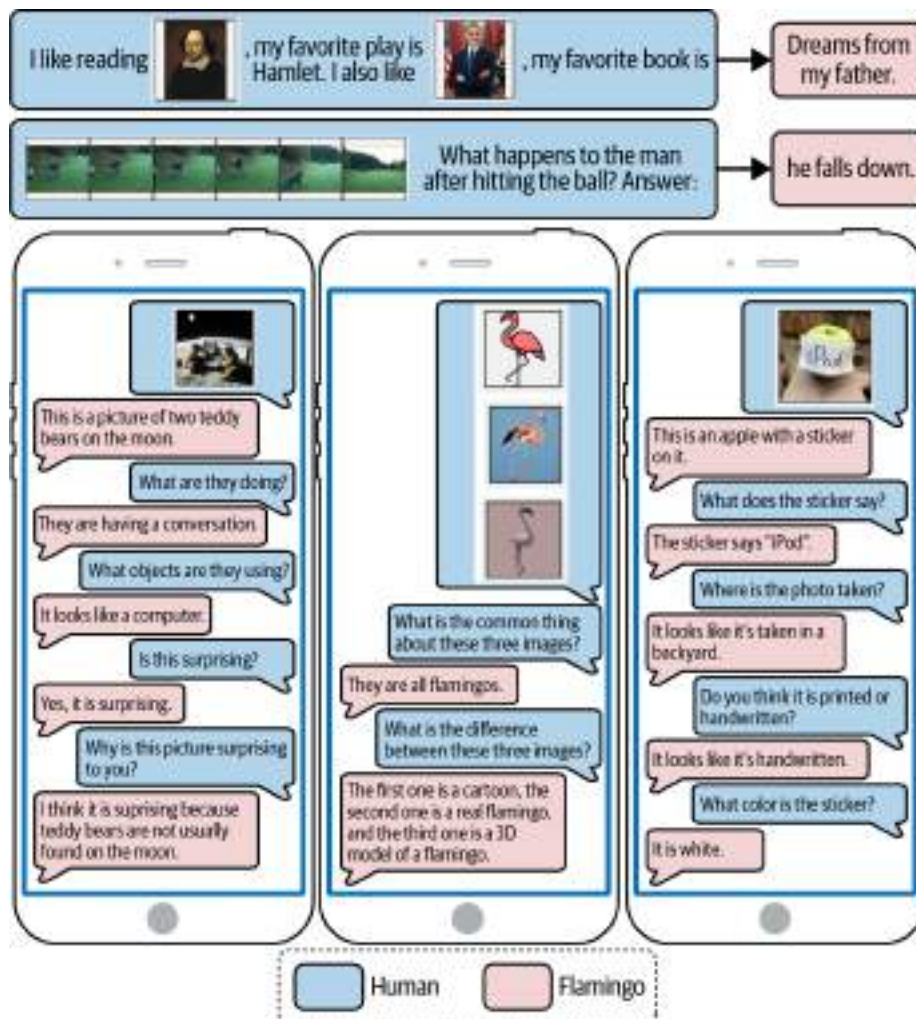 I like reading
, my favorite play is
Hamlet. I also like
, my favorite book is
Dreams from
my father.
What happens to the man
after hitting the ball? Answer:
he falls down.
This is a picture of two teddy
bears on the moon.
What are they doing?
They are having a conversation.
What objects are they using?
It looks like a computer.
Is this surprising?
Yes, it is surprising.
Why is this picture surprising
to you?
I think it is suprising because
teddy bears are not usually
found on the moon.
What is the common thing
about these three images?
They are all flamingos.
What is the difference
between these three images?
The first one is a cartoon, the
second one is a real flamingo,
and the third one is a 3D
model of a flamingo.
iPod
This is an apple with a sticker
on it.
What does the sticker say?
The sticker says "iPod".
Where is the photo taken?
It looks like it's taken in a
backyard.
Do you think it is printed or
handwritten?
It looks like it's handwritten.
What color is the sticker?
It is white.
Human
Flamingo